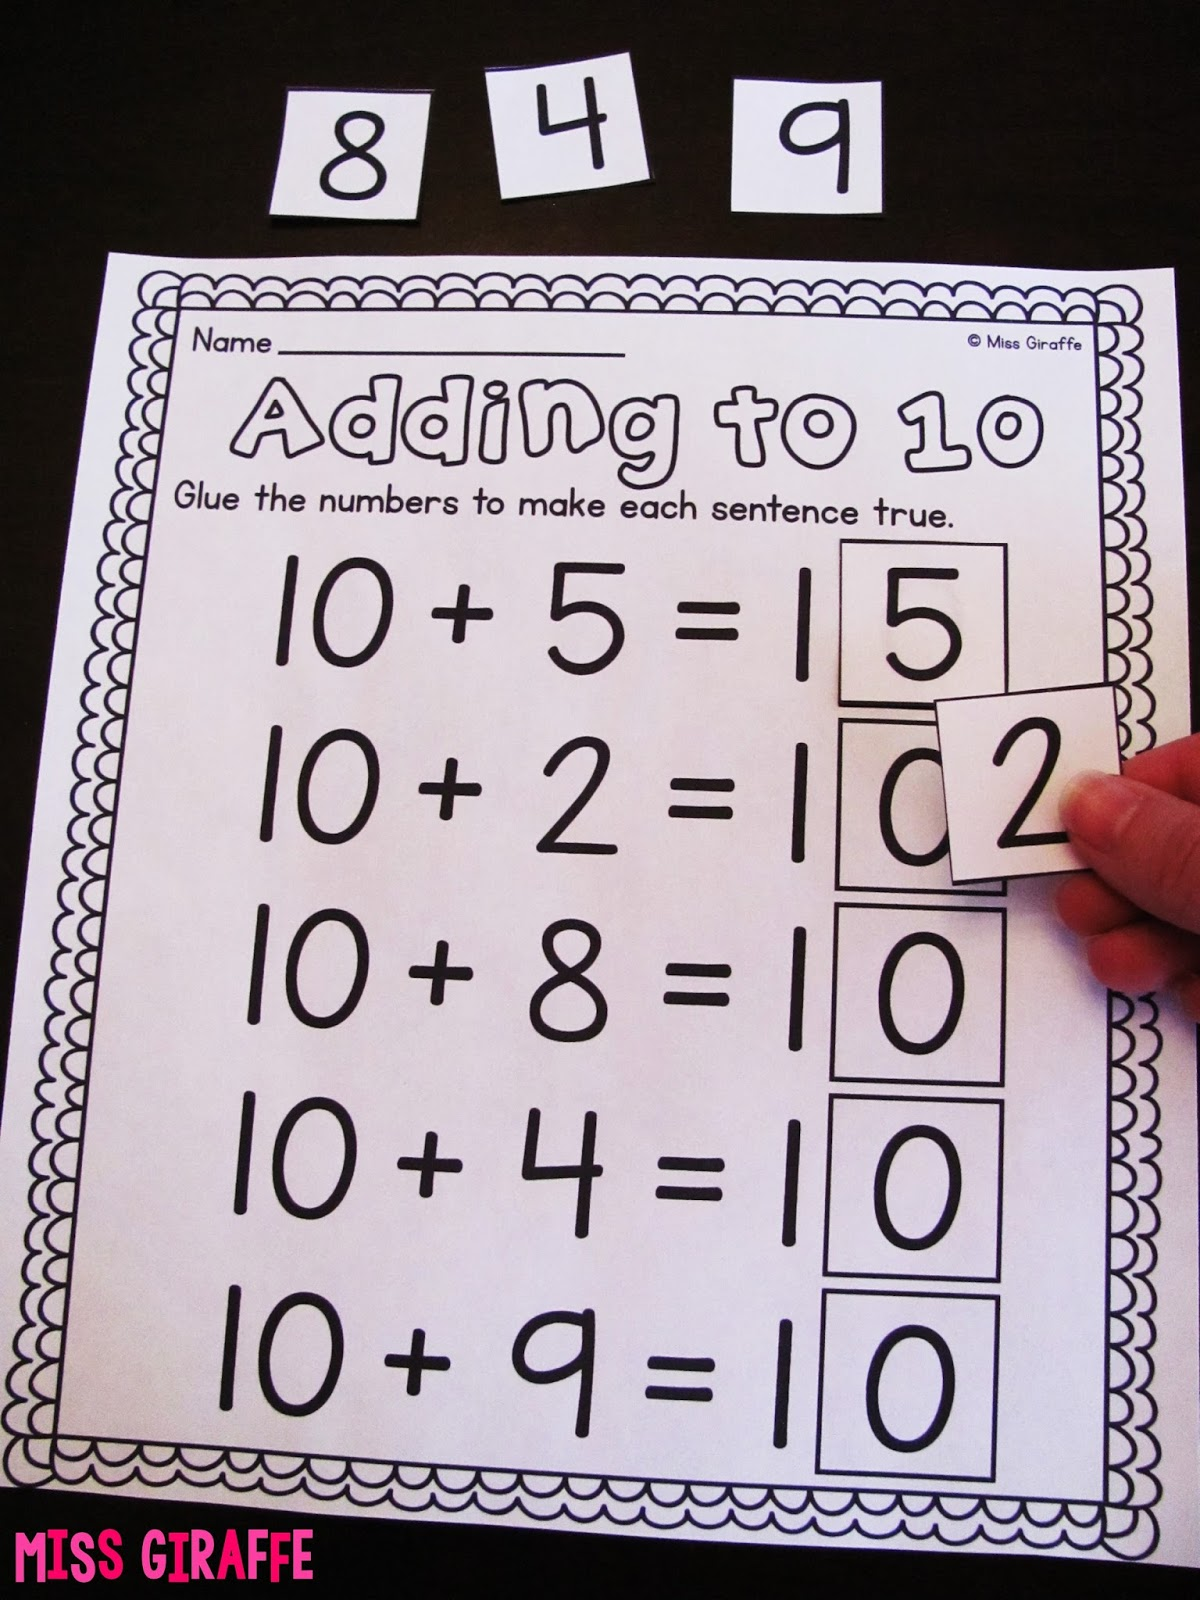 8 4 9
Name
© Miss Giraffe
Adding to 10
Glue the numbers to make each sentence true.
10 + 5 = 15
10 + 2 = 10 2
10 + 8 = 10
10 + 4 = 10
10 + 9 = 10
MISS GIRAFFE